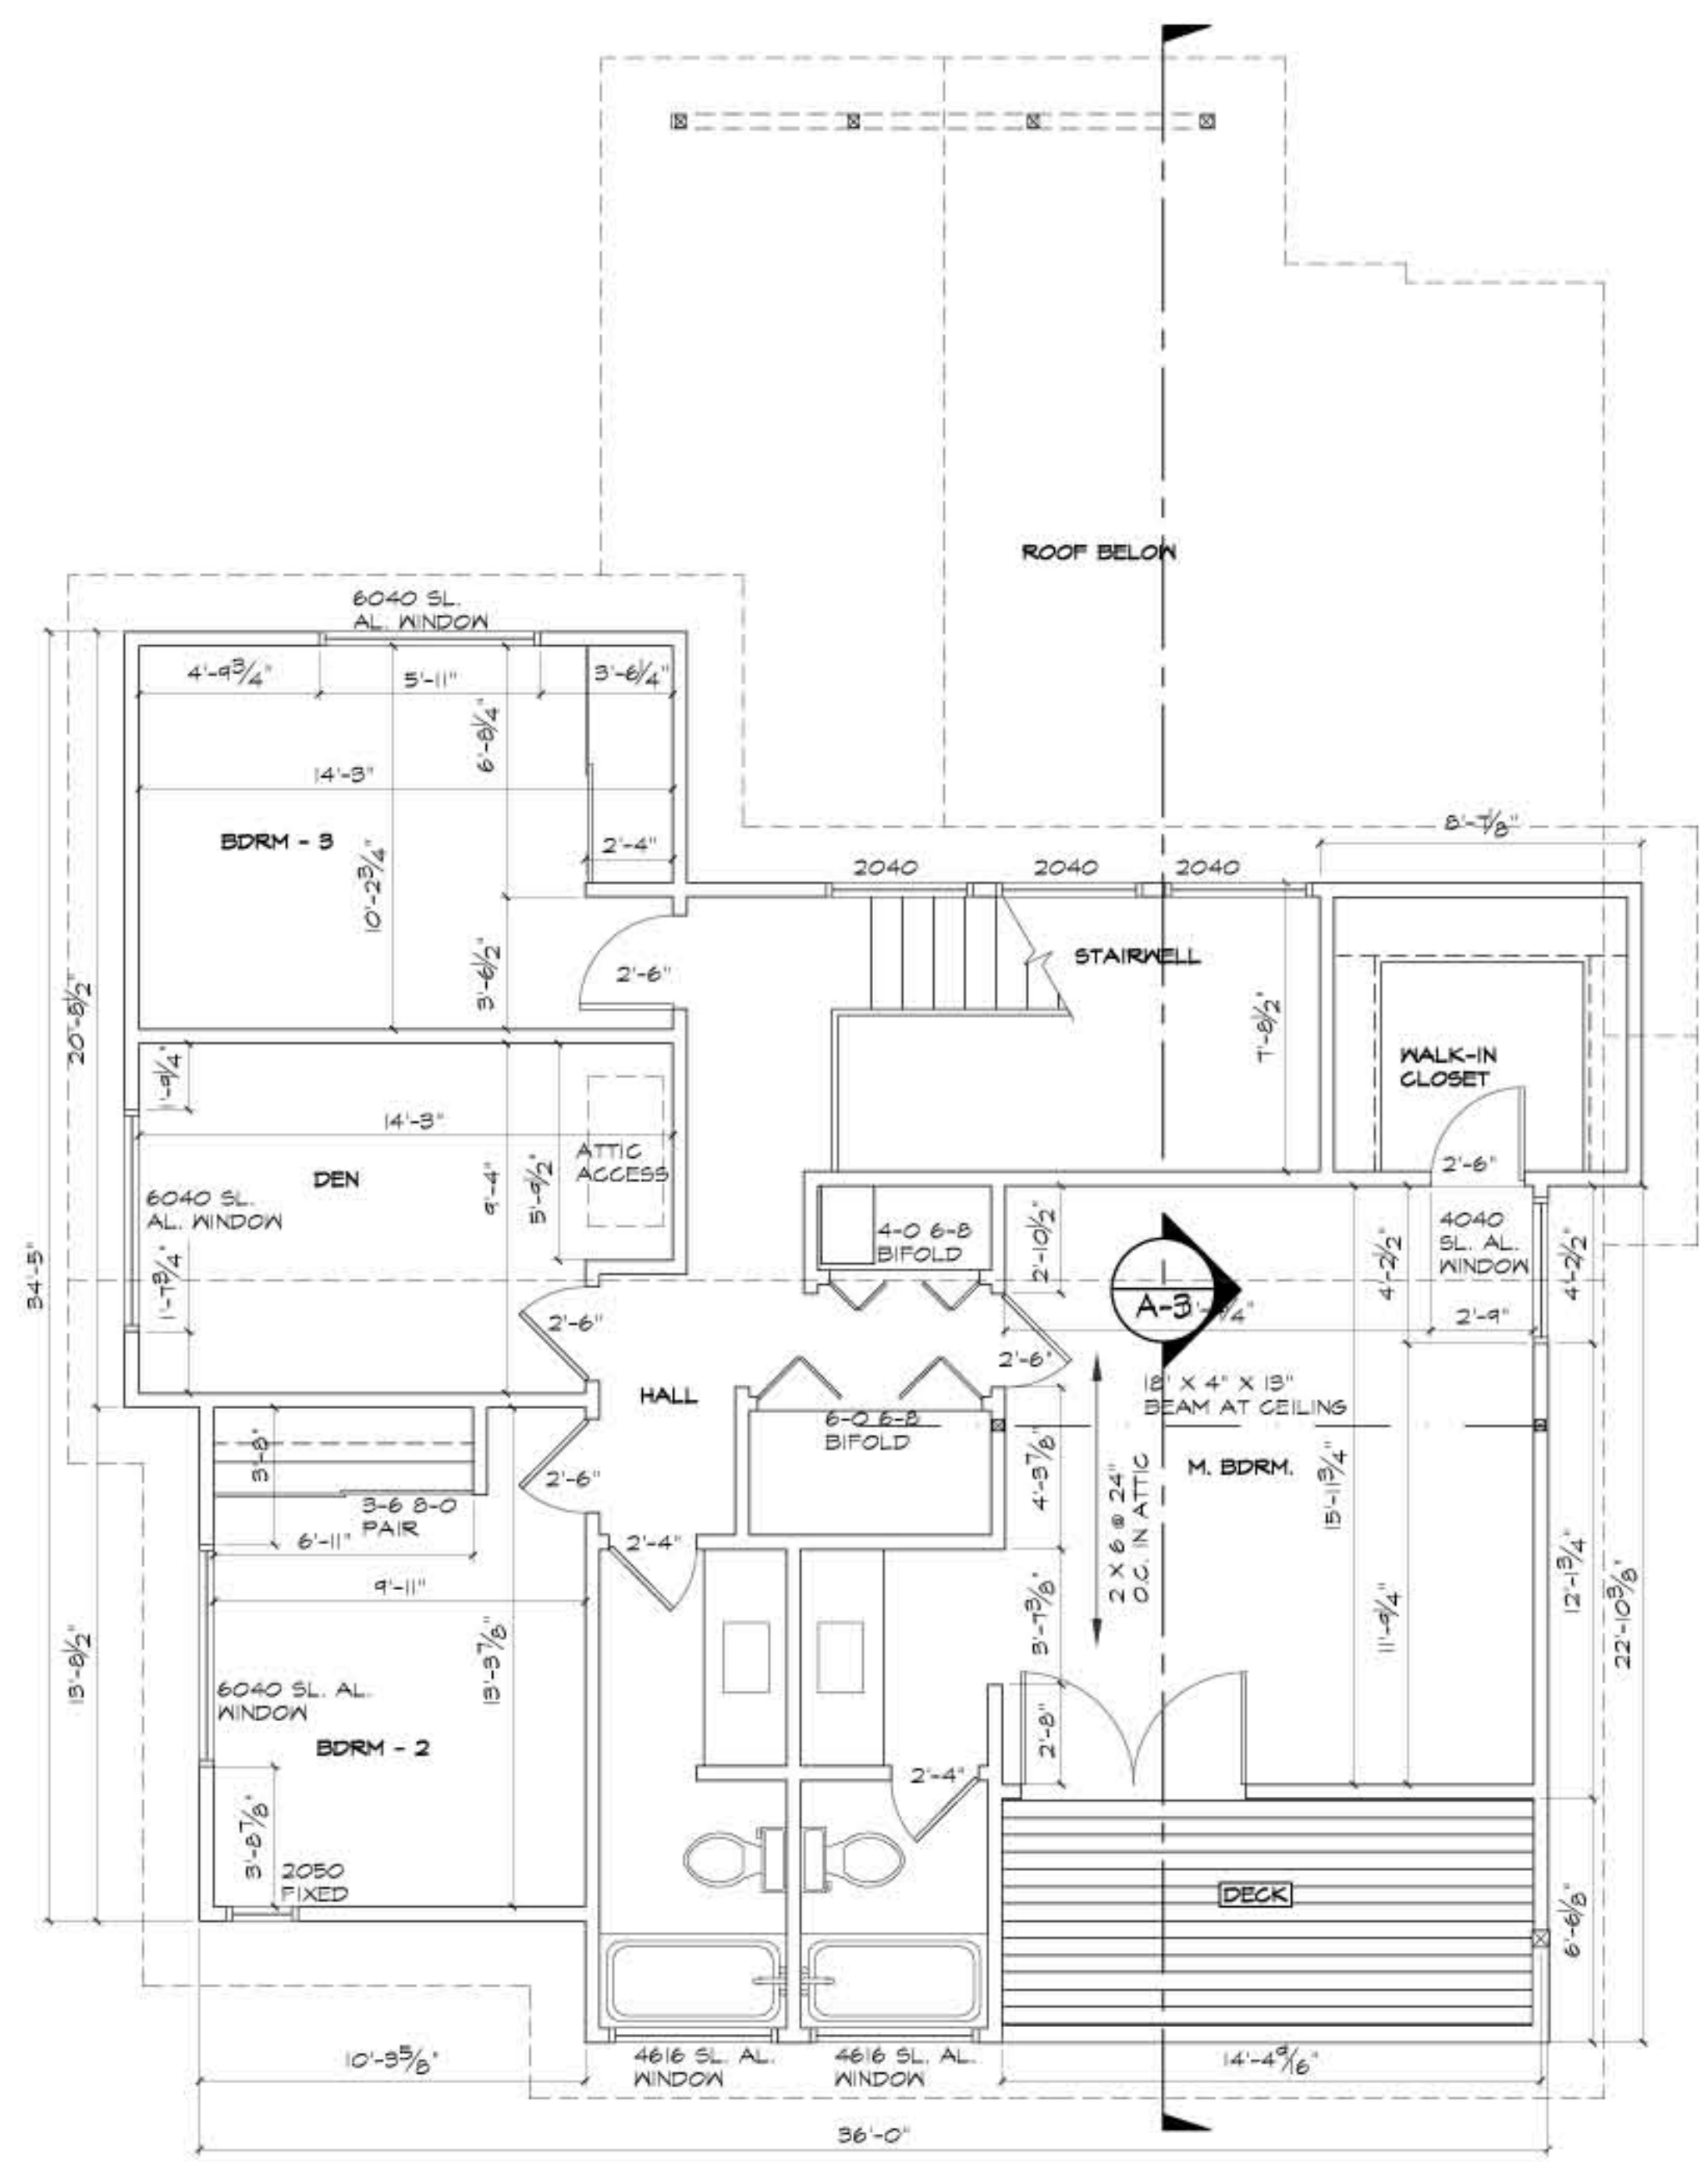 ROOF BELOW
6040 SL.
AL. WINDOW
4'-9 3/4"
5'-11"
3'-6 1/4"
6'-8 1/4"
14'-3"
BDRM - 3
2'-4"
10'-2 3/4"
8'-7/8"
2040
2040
2040
3'-6 1/2"
2'-6"
STAIRWELL
20'-8 1/2"
7'-8 1/2"
WALK-IN
CLOSET
1'-9 1/4"
14'-3"
ATTIC
ACCESS
DEN
9'-4"
5'-9 1/2"
2'-6"
6040 SL.
AL. WINDOW
4-0 6-8
BIFOLD
2'-10 1/2"
4040
SL. AL.
WINDOW
4'-2 1/2"
4'-2 1/2"
34'-5"
1'-7 3/4"
A-3
2'-9"
2'-6"
2'-6"
HALL
18' X 4" X 13"
BEAM AT CEILING
6-0 6-8
BIFOLD
3'-8"
2'-6"
M. BDRM.
4'-3 7/8"
2 X 6 @ 24"
O.C. IN ATTIC
15'-11 3/4"
3-6 8-0
PAIR
6'-11"
2'-4"
9'-11"
12'-1 3/4"
22'-10 3/8"
3'-7 3/8"
11'-9 1/4"
13'-8 1/2"
13'-3 7/8"
6040 SL. AL.
WINDOW
BDRM - 2
2'-8"
2'-4"
3'-8 7/8"
2050
FIXED
DECK
6'-6 1/8"
10'-3 5/8"
4616 SL. AL.
WINDOW
4616 SL. AL.
WINDOW
36'-0"